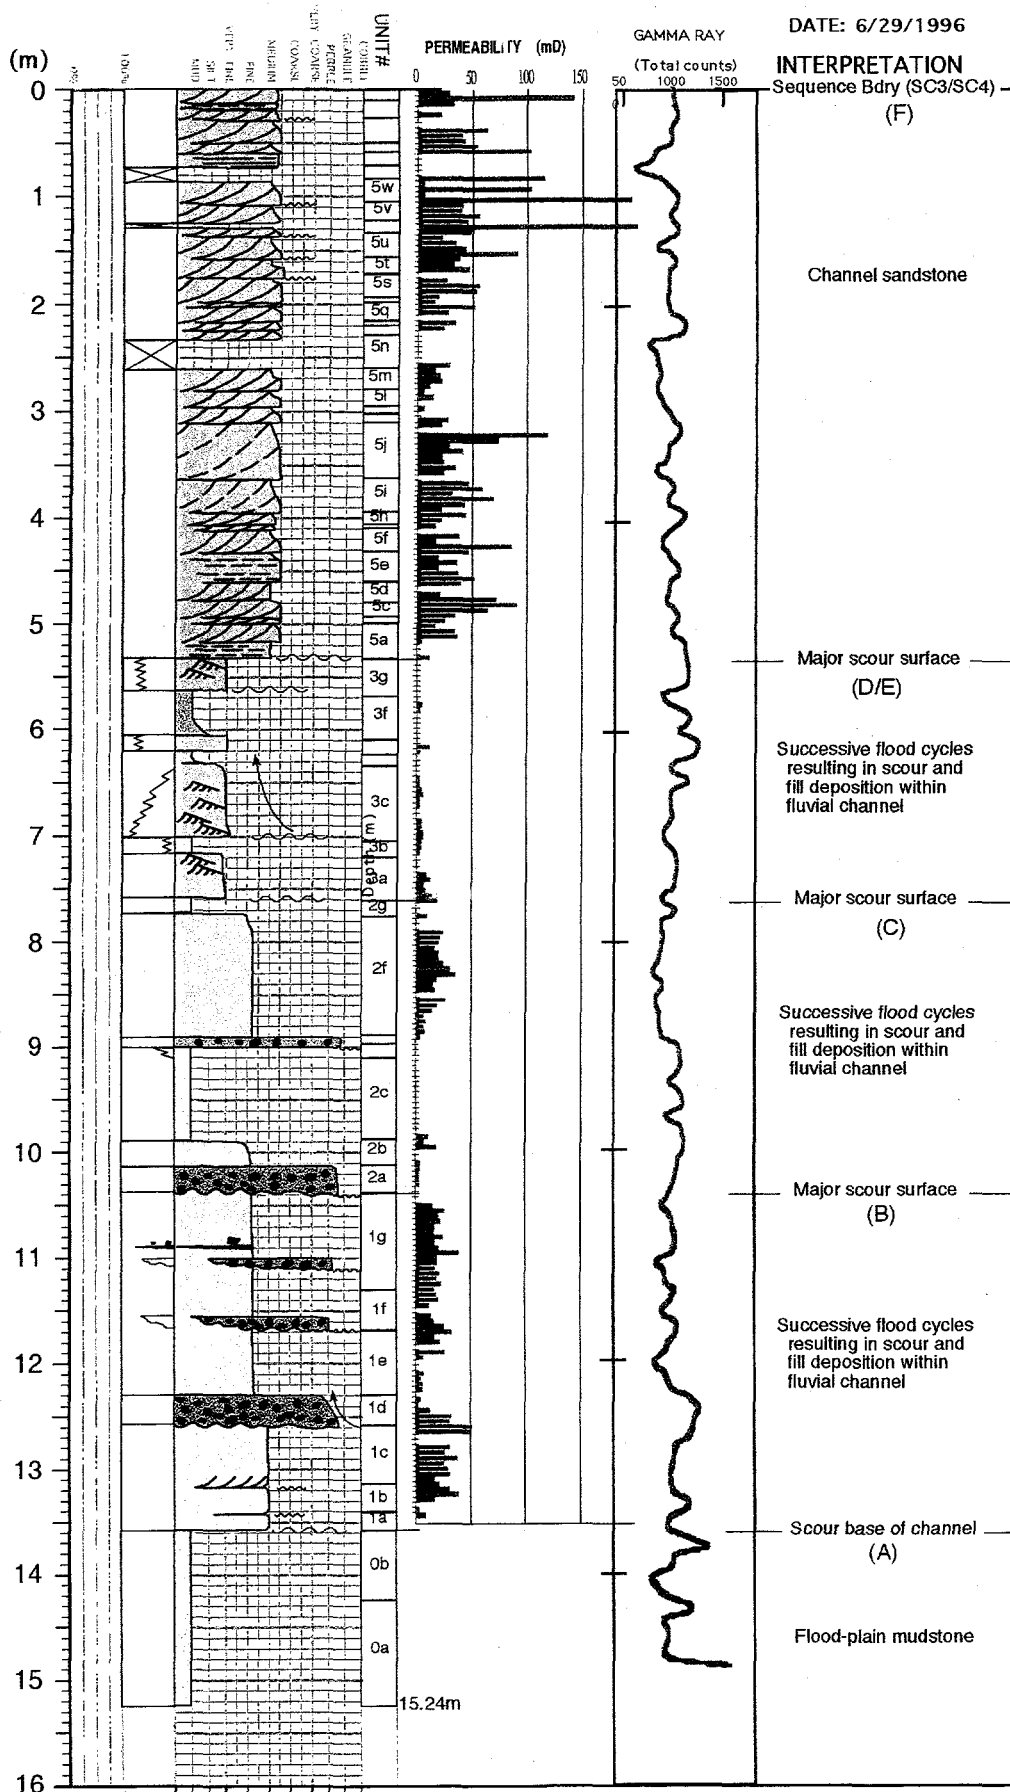 DATE: 6/29/1996
(m)
UNIT#
MUD
SILT
VERY FINE
FINE
MEDIUM
COARSE
PEBBLE
PERMEABILITY (mD)
0 50 100 150
GAMMA RAY
(Total counts)
50 1000 1500
INTERPRETATION
Sequence Bdry (SC3/SC4)
(F)
0
1
2
3
4
5
6
7
8
9
10
11
12
13
14
15
16
5w
5v
5u
5t
5s
5q
5n
5m
5l
5j
5i
5h
5f
5e
5d
5c
5a
3g
3f
3c
Depth (m)
3b
3a
2g
2f
2c
2b
2a
1g
1f
1e
1d
1c
1b
1a
0b
0a
15.24m
Channel sandstone
Major scour surface
(D/E)
Successive flood cycles
resulting in scour and
fill deposition within
fluvial channel
Major scour surface
(C)
Successive flood cycles
resulting in scour and
fill deposition within
fluvial channel
Major scour surface
(B)
Successive flood cycles
resulting in scour and
fill deposition within
fluvial channel
Scour base of channel
(A)
Flood-plain mudstone